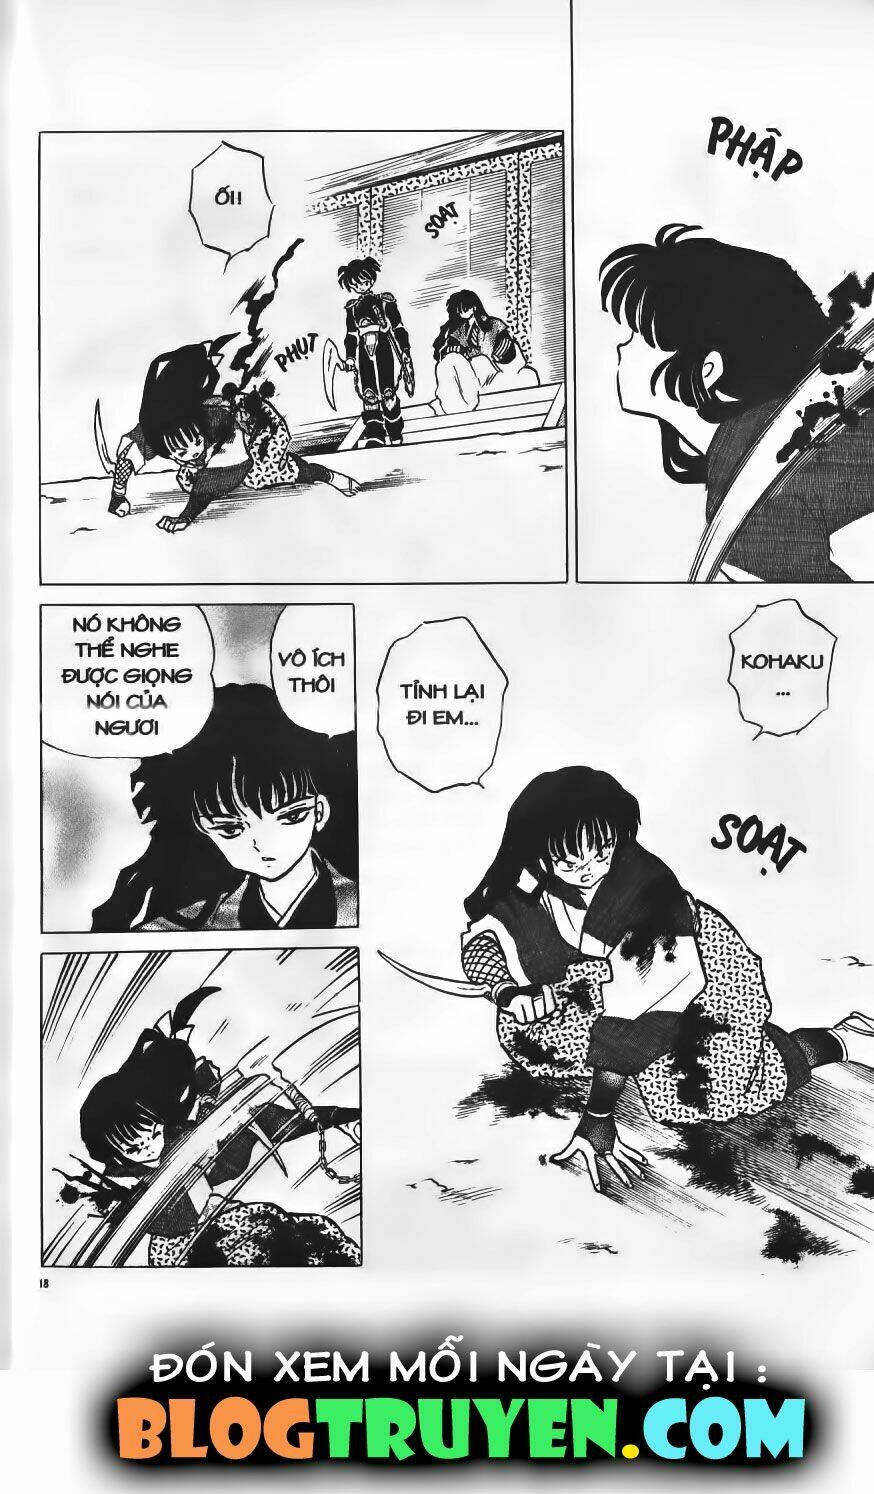 PHẬP
ỐI!
SOẠT
PHỤT
KOHAKU
...
TỈNH LẠI
ĐI EM...
SOẠT
VÔ ÍCH
THÔI
NÓ KHÔNG
THỂ NGHE
ĐƯỢC GIỌNG
NÓI CỦA
NGƯƠI
18
ĐÓN XEM MỖI NGÀY TẠI :
BLOGTRUYEN.COM